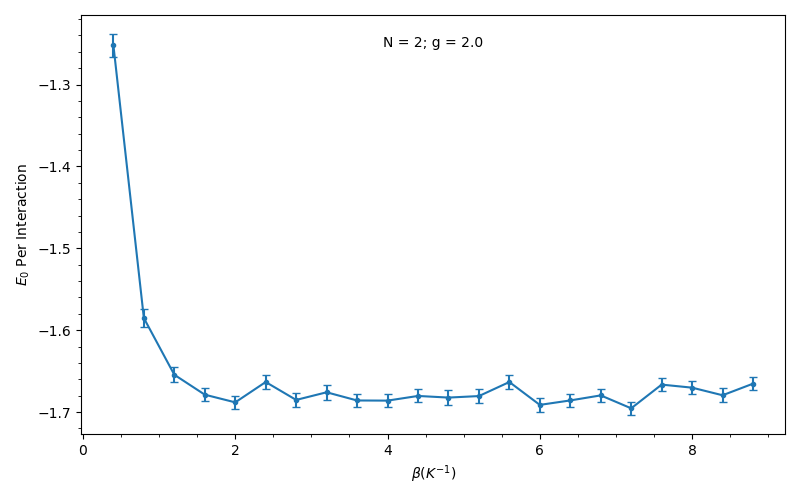 N = 2; g = 2.0
−1.3
−1.4
−1.5
−1.6
−1.7
E₀ Per Interaction
0 2 4 6 8
β(K⁻¹)